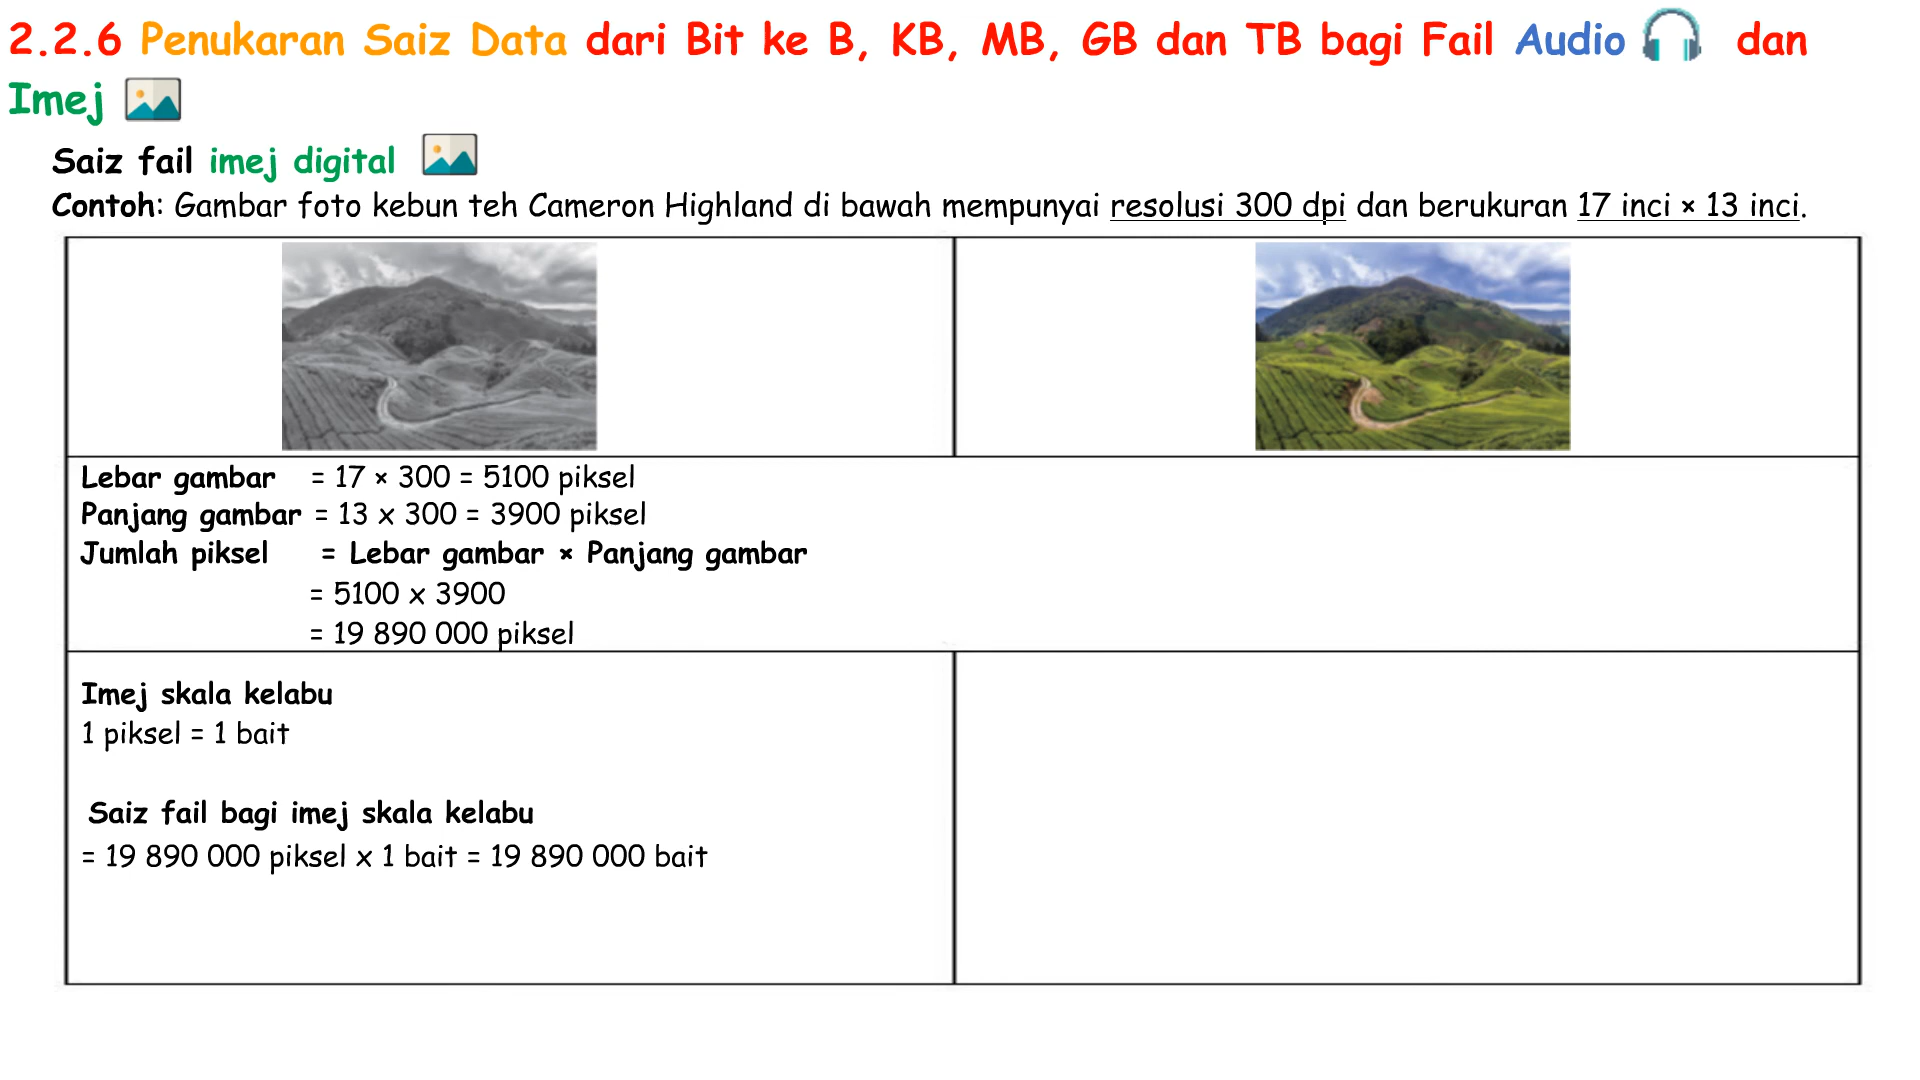 2.2.6 Penukaran Saiz Data dari Bit ke B, KB, MB, GB dan TB bagi Fail Audio dan
Imej
Saiz fail imej digital
Contoh: Gambar foto kebun teh Cameron Highland di bawah mempunyai resolusi 300 dpi dan berukuran 17 inci × 13 inci.
Lebar gambar = 17 × 300 = 5100 piksel
Panjang gambar = 13 x 300 = 3900 piksel
Jumlah piksel = Lebar gambar × Panjang gambar
= 5100 x 3900
= 19 890 000 piksel
Imej skala kelabu
1 piksel = 1 bait
Saiz fail bagi imej skala kelabu
= 19 890 000 piksel x 1 bait = 19 890 000 bait